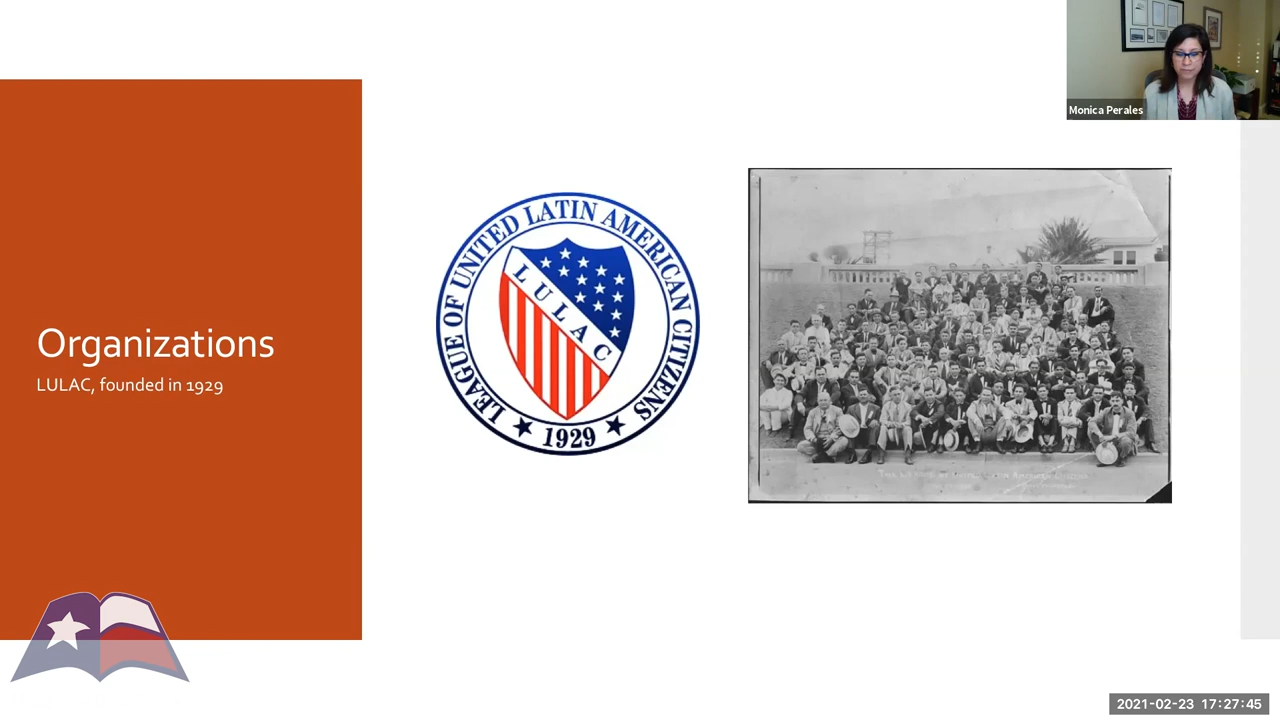 Monica Perales
Organizations
LULAC, founded in 1929
LEAGUE OF UNITED LATIN AMERICAN CITIZENS
LULAC
★ 1929 ★
2021-02-23 17:27:45